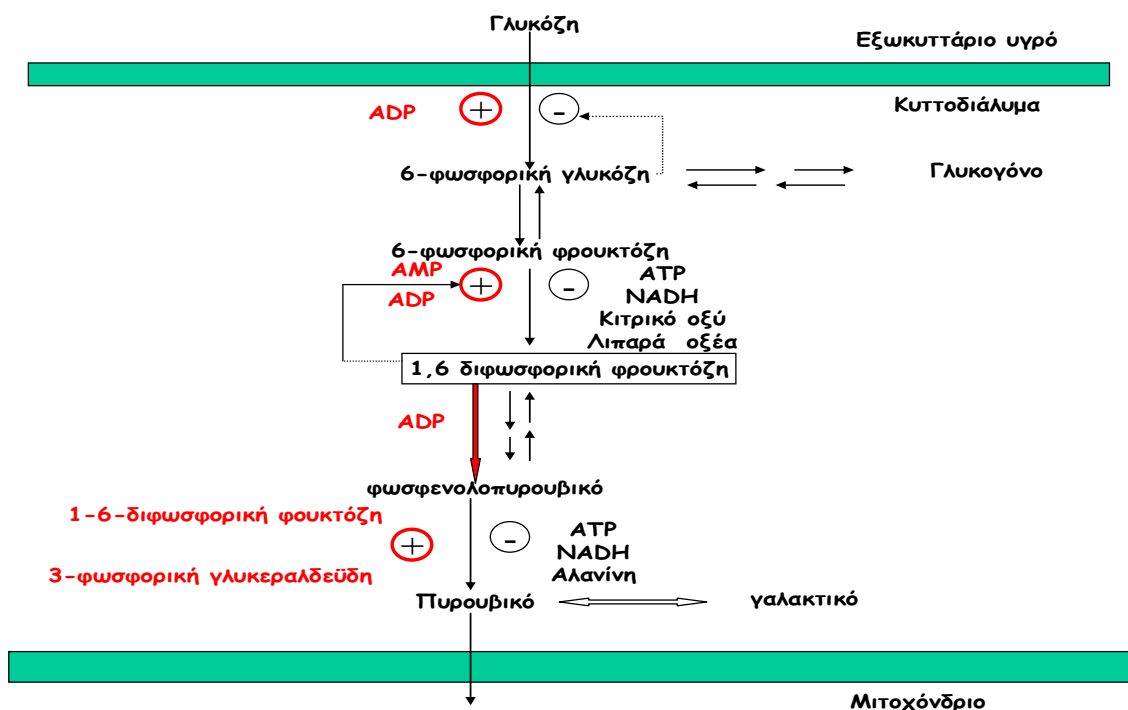 Γλυκόζη
Εξωκυττάριο υγρό
ADP
+
-
Κυττοδιάλυμα
6-φωσφορική γλυκόζη
Γλυκογόνο
6-φωσφορική φρουκτόζη
AMP
ADP
+
-
ATP
NADH
Κιτρικό οξύ
Λιπαρά οξέα
1,6 διφωσφορική φρουκτόζη
ADP
φωσφενολοπυρουβικό
1-6-διφωσφορική φουκτόζη
+
-
ATP
NADH
Αλανίνη
3-φωσφορική γλυκεραλδεϋδη
Πυρουβικό
γαλακτικό
Μιτοχόνδριο